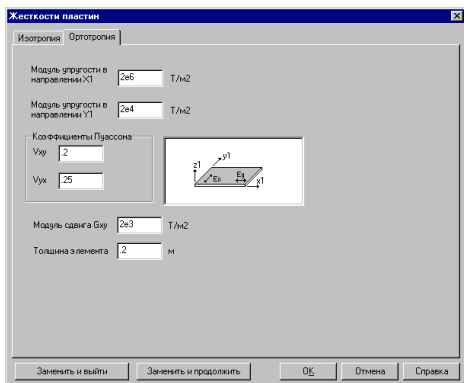 Жесткости пластин
Изотропия Ортотропия
Модуль упругости в
направлении X1 2e6 Т/м2
Модуль упругости в
направлении Y1 2e4 Т/м2
Коэффициенты Пуассона
Vxy .2
Vyx .25
z1 y1
Ex Ey x1
Модуль сдвига Gxy 2e3 Т/м2
Толщина элемента .2 м
Заменить и выйти Заменить и продолжить OK Отмена Справка